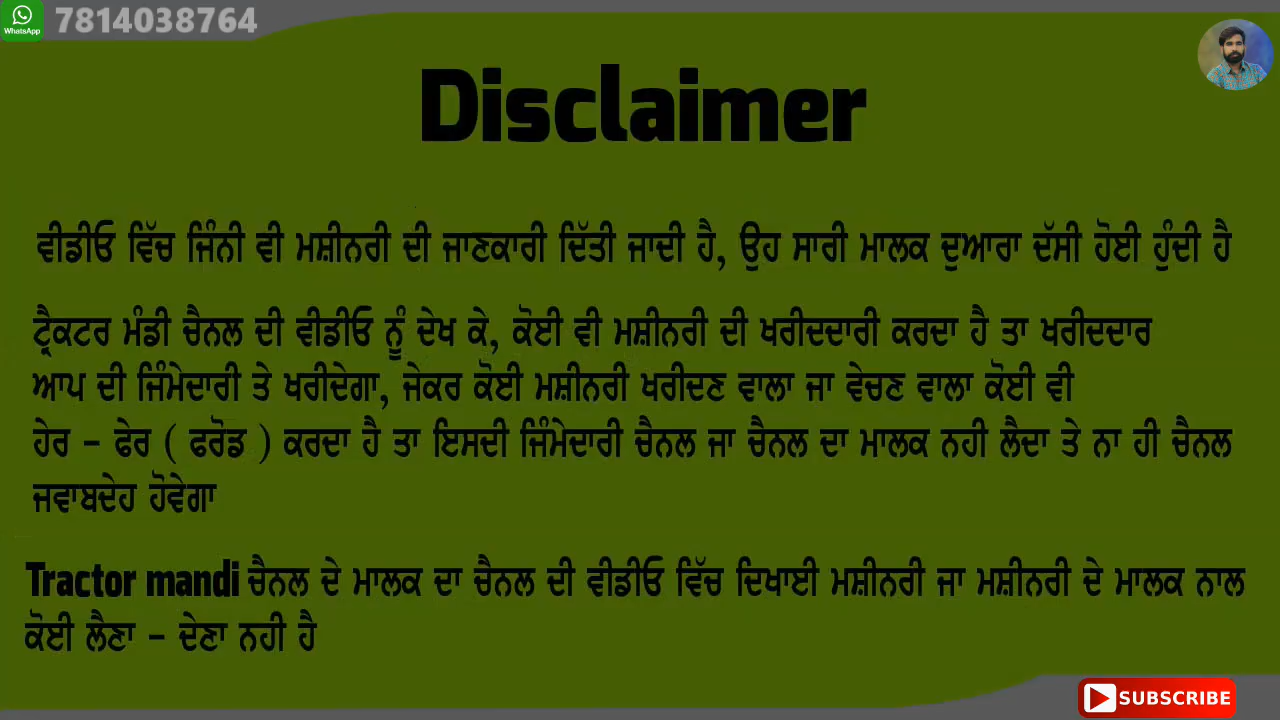 WhatsApp
7814038764
Disclaimer
ਵੀਡੀਓ ਵਿੱਚ ਜਿੰਨੀ ਵੀ ਮਸ਼ੀਨਰੀ ਦੀ ਜਾਣਕਾਰੀ ਦਿੱਤੀ ਜਾਦੀ ਹੈ, ਉਹ ਸਾਰੀ ਮਾਲਕ ਦੁਆਰਾ ਦੱਸੀ ਹੋਈ ਹੁੰਦੀ ਹੈ
ਟ੍ਰੈਕਟਰ ਮੰਡੀ ਚੈਨਲ ਦੀ ਵੀਡੀਓ ਨੂੰ ਦੇਖ ਕੇ, ਕੋਈ ਵੀ ਮਸ਼ੀਨਰੀ ਦੀ ਖਰੀਦਦਾਰੀ ਕਰਦਾ ਹੈ ਤਾ ਖਰੀਦਦਾਰ
ਆਪ ਦੀ ਜਿੰਮੇਦਾਰੀ ਤੇ ਖਰੀਦੇਗਾ, ਜੇਕਰ ਕੋਈ ਮਸ਼ੀਨਰੀ ਖਰੀਦਣ ਵਾਲਾ ਜਾ ਵੇਚਣ ਵਾਲਾ ਕੋਈ ਵੀ
ਹੇਰ - ਫੇਰ ( ਫਰੋਡ ) ਕਰਦਾ ਹੈ ਤਾ ਇਸਦੀ ਜਿੰਮੇਦਾਰੀ ਚੈਨਲ ਜਾ ਚੈਨਲ ਦਾ ਮਾਲਕ ਨਹੀ ਲੈਦਾ ਤੇ ਨਾ ਹੀ ਚੈਨਲ
ਜਵਾਬਦੇਹ ਹੋਵੇਗਾ
Tractor mandi ਚੈਨਲ ਦੇ ਮਾਲਕ ਦਾ ਚੈਨਲ ਦੀ ਵੀਡੀਓ ਵਿੱਚ ਦਿਖਾਈ ਮਸ਼ੀਨਰੀ ਜਾ ਮਸ਼ੀਨਰੀ ਦੇ ਮਾਲਕ ਨਾਲ
ਕੋਈ ਲੈਣਾ - ਦੇਣਾ ਨਹੀ ਹੈ
SUBSCRIBE